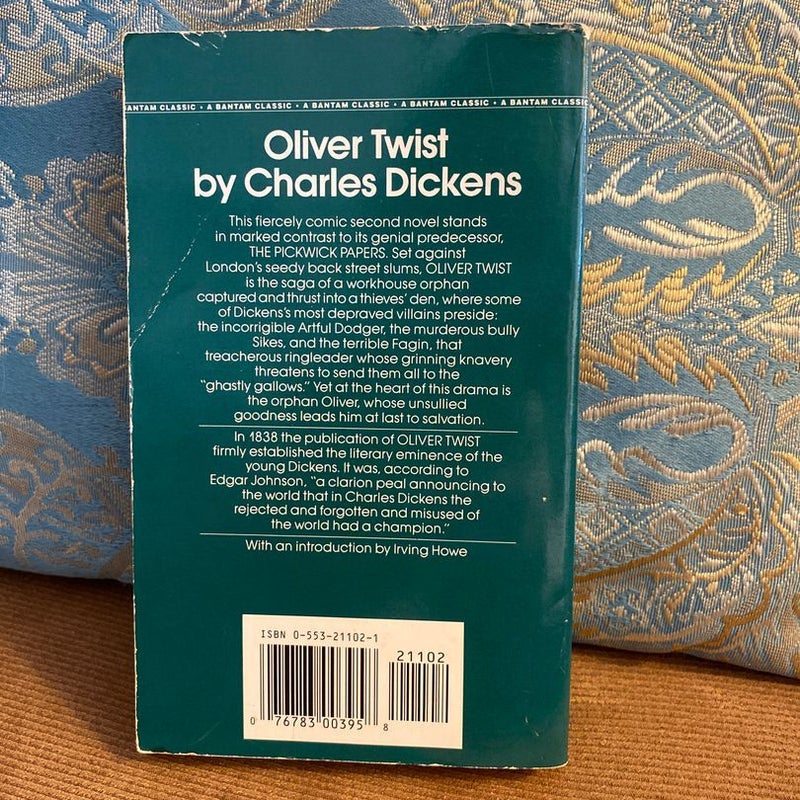 ANTAM CLASSIC • A BANTAM CLASSIC • A BANTAM CLASSIC • A BANTAM CLASSIC • A BANTAM CLASSIC
Oliver Twist
by Charles Dickens
This fiercely comic second novel stands
in marked contrast to its genial predecessor,
THE PICKWICK PAPERS. Set against
London's seedy back street slums, OLIVER TWIST
is the saga of a workhouse orphan
captured and thrust into a thieves' den, where some
of Dickens's most depraved villains preside:
the incorrigible Artful Dodger, the murderous bully
Sikes, and the terrible Fagin, that
treacherous ringleader whose grinning knavery
threatens to send them all to the
"ghastly gallows." Yet at the heart of this drama is
the orphan Oliver, whose unsullied
goodness leads him at last to salvation.
In 1838 the publication of OLIVER TWIST
firmly established the literary eminence of the
young Dickens. It was, according to
Edgar Johnson, "a clarion peal announcing to
the world that in Charles Dickens the
rejected and forgotten and misused of
the world had a champion."
With an introduction by Irving Howe
ISBN 0-553-21102-1
21102
0 76783 00395 8